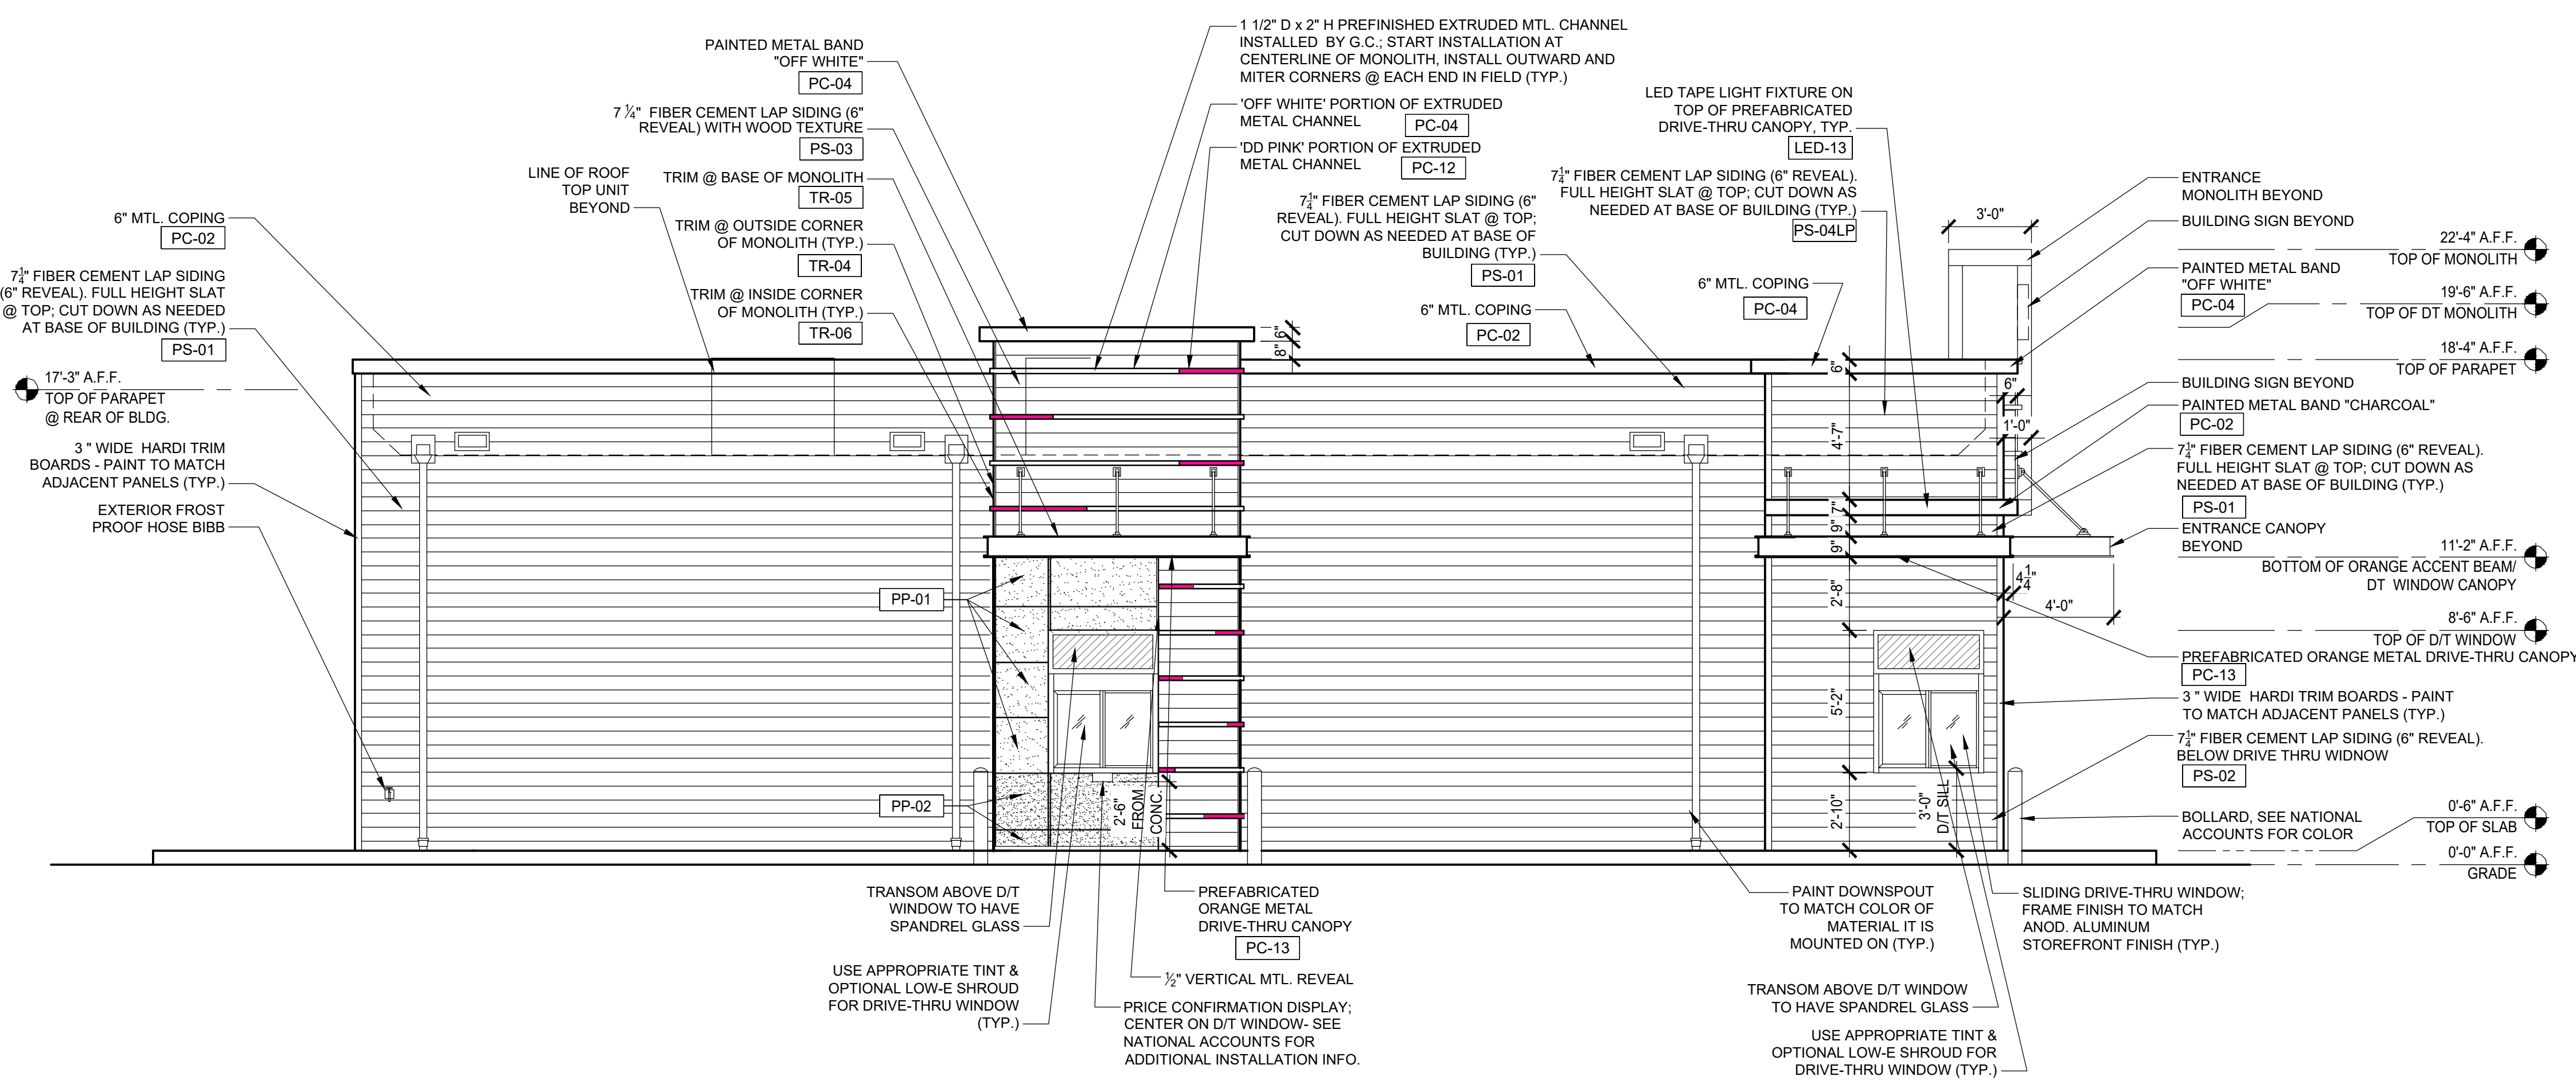 PAINTED METAL BAND
"OFF WHITE"
PC-04
7 1/4" FIBER CEMENT LAP SIDING (6"
REVEAL) WITH WOOD TEXTURE
PS-03
LINE OF ROOF
TOP UNIT
BEYOND
TRIM @ BASE OF MONOLITH
TR-05
TRIM @ OUTSIDE CORNER
OF MONOLITH (TYP.)
TR-04
TRIM @ INSIDE CORNER
OF MONOLITH (TYP.)
TR-06
6" MTL. COPING
PC-02
7 1/4" FIBER CEMENT LAP SIDING
(6" REVEAL). FULL HEIGHT SLAT
@ TOP; CUT DOWN AS NEEDED
AT BASE OF BUILDING (TYP.)
PS-01
17'-3" A.F.F.
TOP OF PARAPET
@ REAR OF BLDG.
3 " WIDE HARDI TRIM
BOARDS - PAINT TO MATCH
ADJACENT PANELS (TYP.)
EXTERIOR FROST
PROOF HOSE BIBB
1 1/2" D x 2" H PREFINISHED EXTRUDED MTL. CHANNEL
INSTALLED BY G.C.; START INSTALLATION AT
CENTERLINE OF MONOLITH, INSTALL OUTWARD AND
MITER CORNERS @ EACH END IN FIELD (TYP.)
'OFF WHITE' PORTION OF EXTRUDED
METAL CHANNEL
PC-04
'DD PINK' PORTION OF EXTRUDED
METAL CHANNEL
PC-12
7 1/4" FIBER CEMENT LAP SIDING (6"
REVEAL). FULL HEIGHT SLAT @ TOP;
CUT DOWN AS NEEDED AT BASE OF
BUILDING (TYP.)
PS-01
6" MTL. COPING
PC-02
LED TAPE LIGHT FIXTURE ON
TOP OF PREFABRICATED
DRIVE-THRU CANOPY, TYP.
LED-13
7 1/4" FIBER CEMENT LAP SIDING (6" REVEAL).
FULL HEIGHT SLAT @ TOP; CUT DOWN AS
NEEDED AT BASE OF BUILDING (TYP.)
PS-04LP
6" MTL. COPING
PC-04
6"
8"
3'-0"
6"
4'-7"
7"
9"
9"
2'-8"
5'-2"
2'-10"
6"
1'-0"
4 1/4"
4'-0"
3'-0"
D/T SILL
2'-6"
FROM
CONC.
PP-01
PP-02
ENTRANCE
MONOLITH BEYOND
BUILDING SIGN BEYOND
22'-4" A.F.F.
TOP OF MONOLITH
PAINTED METAL BAND
"OFF WHITE"
PC-04
19'-6" A.F.F.
TOP OF DT MONOLITH
18'-4" A.F.F.
TOP OF PARAPET
BUILDING SIGN BEYOND
PAINTED METAL BAND "CHARCOAL"
PC-02
7 1/4" FIBER CEMENT LAP SIDING (6" REVEAL).
FULL HEIGHT SLAT @ TOP; CUT DOWN AS
NEEDED AT BASE OF BUILDING (TYP.)
PS-01
ENTRANCE CANOPY
BEYOND
11'-2" A.F.F.
BOTTOM OF ORANGE ACCENT BEAM/
DT WINDOW CANOPY
8'-6" A.F.F.
TOP OF D/T WINDOW
PREFABRICATED ORANGE METAL DRIVE-THRU CANOPY
PC-13
3 " WIDE HARDI TRIM BOARDS - PAINT
TO MATCH ADJACENT PANELS (TYP.)
7 1/4" FIBER CEMENT LAP SIDING (6" REVEAL).
BELOW DRIVE THRU WIDNOW
PS-02
BOLLARD, SEE NATIONAL
ACCOUNTS FOR COLOR
0'-6" A.F.F.
TOP OF SLAB
0'-0" A.F.F.
GRADE
TRANSOM ABOVE D/T
WINDOW TO HAVE
SPANDREL GLASS
USE APPROPRIATE TINT &
OPTIONAL LOW-E SHROUD
FOR DRIVE-THRU WINDOW
(TYP.)
PREFABRICATED
ORANGE METAL
DRIVE-THRU CANOPY
PC-13
1/2" VERTICAL MTL. REVEAL
PRICE CONFIRMATION DISPLAY;
CENTER ON D/T WINDOW- SEE
NATIONAL ACCOUNTS FOR
ADDITIONAL INSTALLATION INFO.
PAINT DOWNSPOUT
TO MATCH COLOR OF
MATERIAL IT IS
MOUNTED ON (TYP.)
SLIDING DRIVE-THRU WINDOW;
FRAME FINISH TO MATCH
ANOD. ALUMINUM
STOREFRONT FINISH (TYP.)
TRANSOM ABOVE D/T WINDOW
TO HAVE SPANDREL GLASS
USE APPROPRIATE TINT &
OPTIONAL LOW-E SHROUD FOR
DRIVE-THRU WINDOW (TYP.)